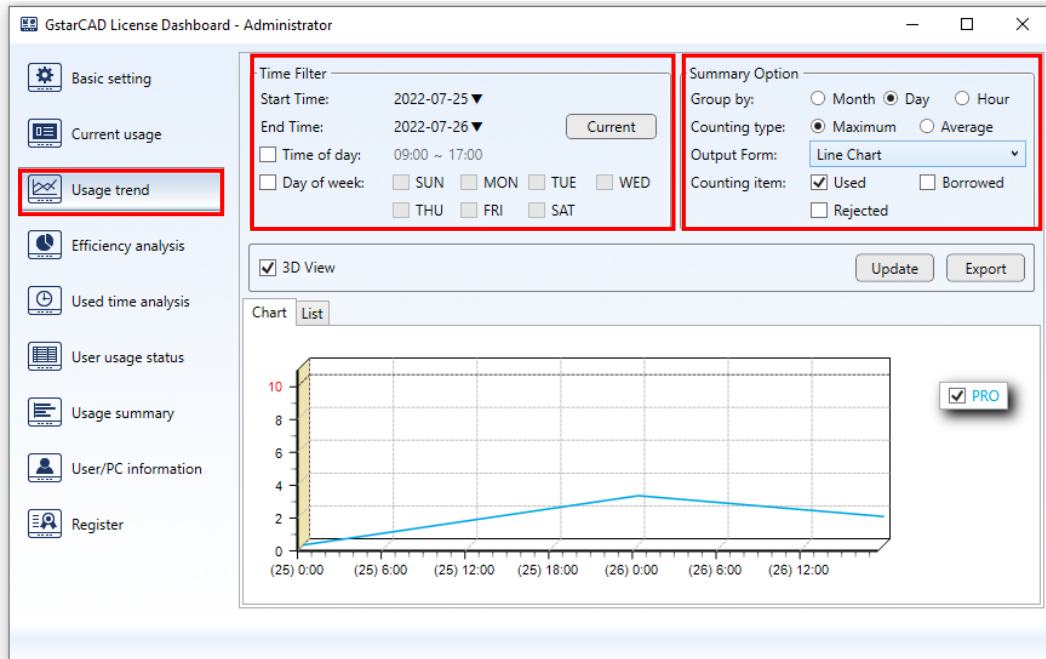 GstarCAD License Dashboard - Administrator
Basic setting
Current usage
Usage trend
Efficiency analysis
Used time analysis
User usage status
Usage summary
User/PC information
Register
Time Filter
Start Time: 2022-07-25
End Time: 2022-07-26 Current
Time of day: 09:00 ~ 17:00
Day of week: SUN MON TUE WED
THU FRI SAT
Summary Option
Group by: Month Day Hour
Counting type: Maximum Average
Output Form: Line Chart
Counting item: Used Borrowed
Rejected
3D View Update Export
Chart List
10
8
6
4
2
0
(25) 0:00 (25) 6:00 (25) 12:00 (25) 18:00 (26) 0:00 (26) 6:00 (26) 12:00
PRO